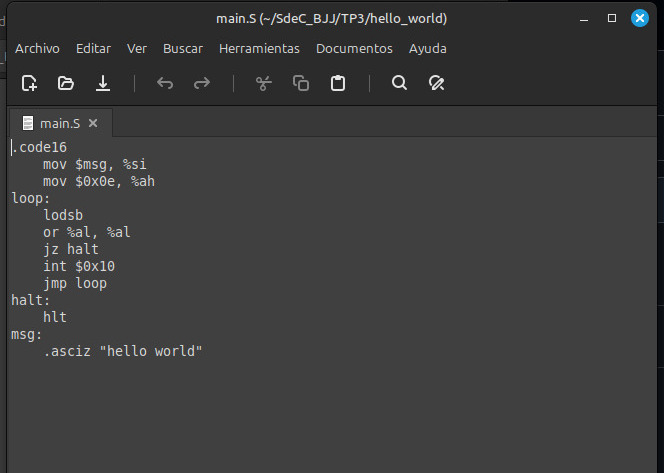 main.S (~/SdeC_BJJ/TP3/hello_world)
Archivo Editar Ver Buscar Herramientas Documentos Ayuda
main.S
.code16
    mov $msg, %si
    mov $0x0e, %ah
loop:
    lodsb
    or %al, %al
    jz halt
    int $0x10
    jmp loop
halt:
    hlt
msg:
    .asciz "hello world"